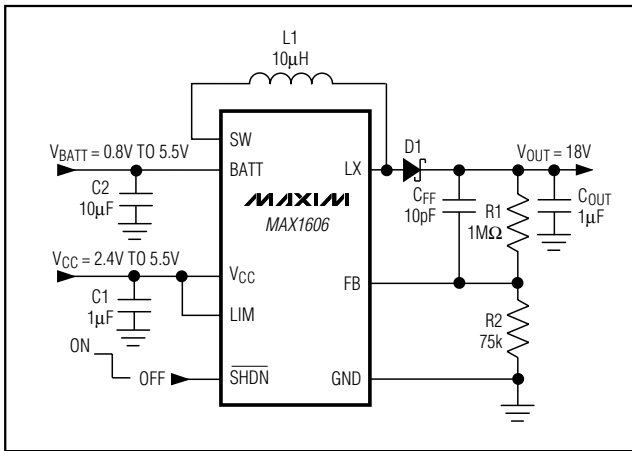 L1
10μH
SW
VBATT = 0.8V TO 5.5V
BATT
LX
D1
VOUT = 18V
C2
10μF
MAXIM
MAX1606
CFF
10pF
R1
1MΩ
COUT
1μF
VCC = 2.4V TO 5.5V
VCC
FB
C1
1μF
LIM
R2
75k
ON
OFF
SHDN
GND